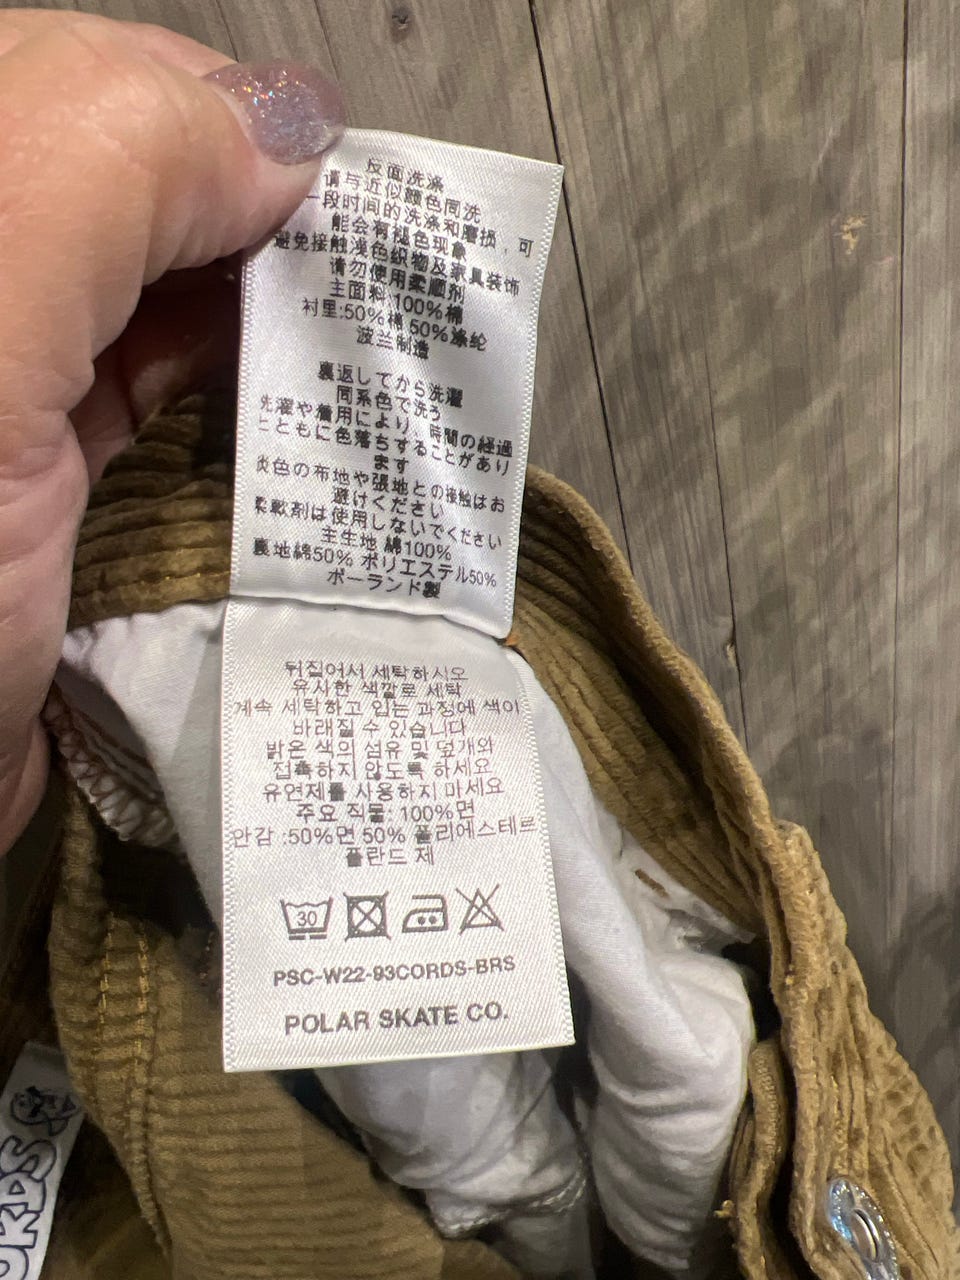 反面洗涤
请与近似颜色同洗
一段时间的洗涤和磨损，可
能会有褪色现象
避免接触浅色织物及家具装饰
请勿使用柔顺剂
主面料 100%棉
衬里:50%棉 50%涤纶
波兰制造
裏返してから洗濯
同系色で洗う
洗濯や着用により、時間の経過
とともに色落ちすることがあり
ます
淡色の布地や張地との接触はお
避けください
柔軟剤は使用しないでください
主生地 綿100%
裏地綿50% ポリエステル50%
ポーランド製
뒤집어서 세탁하시오
유사한 색깔로 세탁
계속 세탁하고 입는 과정에 색이
바래질 수 있습니다
밝은 색의 섬유 및 덮개와
접촉하지 않도록 하세요
유연제를 사용하지 마세요
주요 직물: 100%면
안감 :50%면 50% 폴리에스테르
폴란드 제
30
PSC-W22-93CORDS-BRS
POLAR SKATE CO.
ORDS